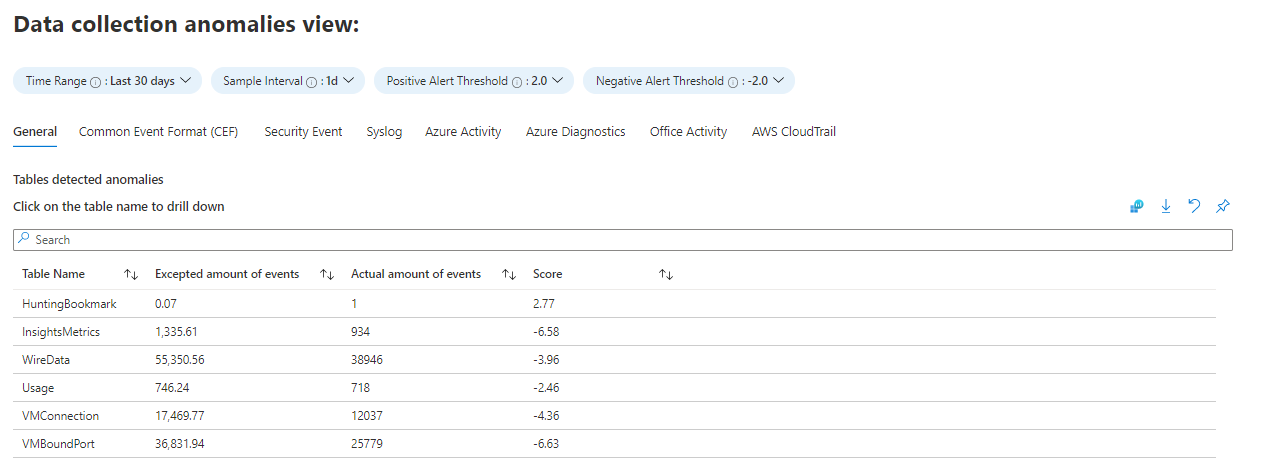 Data collection anomalies view:
Time Range : Last 30 days Sample Interval : 1d Positive Alert Threshold : 2.0 Negative Alert Threshold : -2.0
General Common Event Format (CEF) Security Event Syslog Azure Activity Azure Diagnostics Office Activity AWS CloudTrail
Tables detected anomalies
Click on the table name to drill down
Search
Table Name Excepted amount of events Actual amount of events Score
HuntingBookmark 0.07 1 2.77
InsightsMetrics 1,335.61 934 -6.58
WireData 55,350.56 38946 -3.96
Usage 746.24 718 -2.46
VMConnection 17,469.77 12037 -4.36
VMBoundPort 36,831.94 25779 -6.63